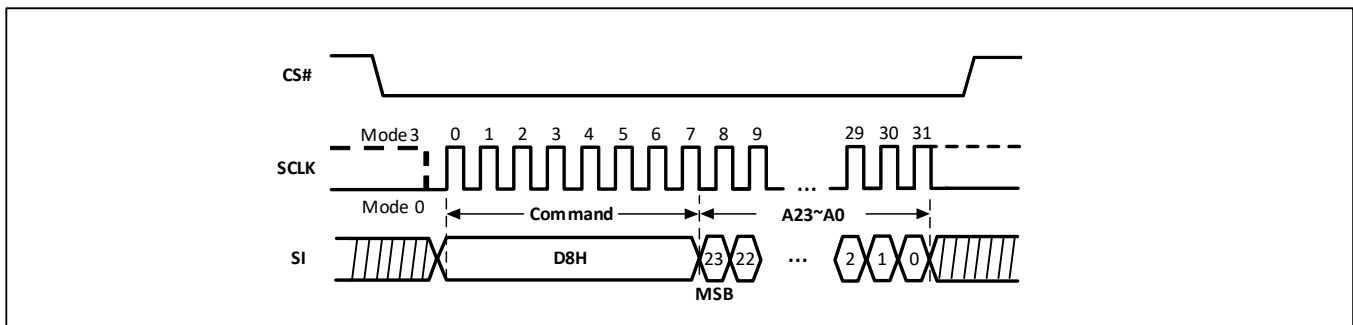 CS#
Mode 3 0 1 2 3 4 5 6 7 8 9 29 30 31
SCLK
...
Mode 0
Command A23~A0
SI D8H 23 22 ... 2 1 0
MSB